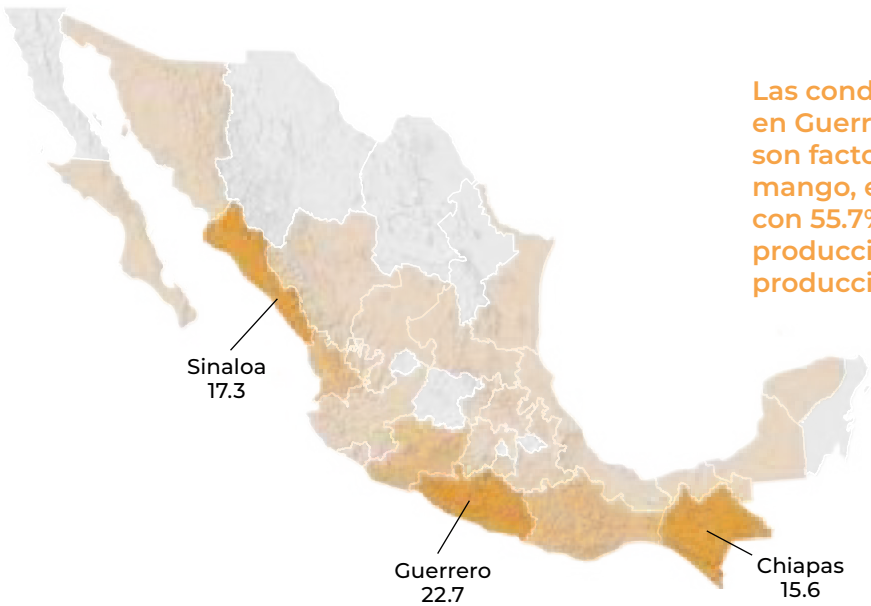 Las cond
en Guerr
son facto
mango, e
con 55.7%
producci
producci
Sinaloa
17.3
Guerrero
22.7
Chiapas
15.6